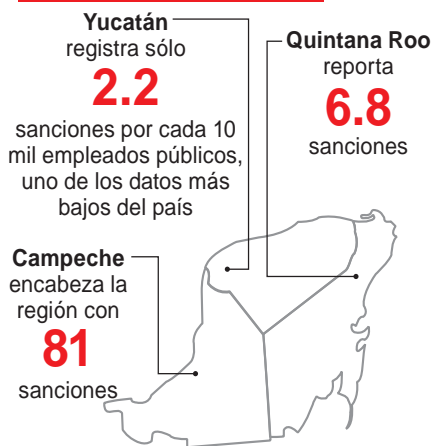 Yucatán
registra sólo
2.2
sanciones por cada 10
mil empleados públicos,
uno de los datos más
bajos del país
Quintana Roo
reporta
6.8
sanciones
Campeche
encabeza la
región con
81
sanciones